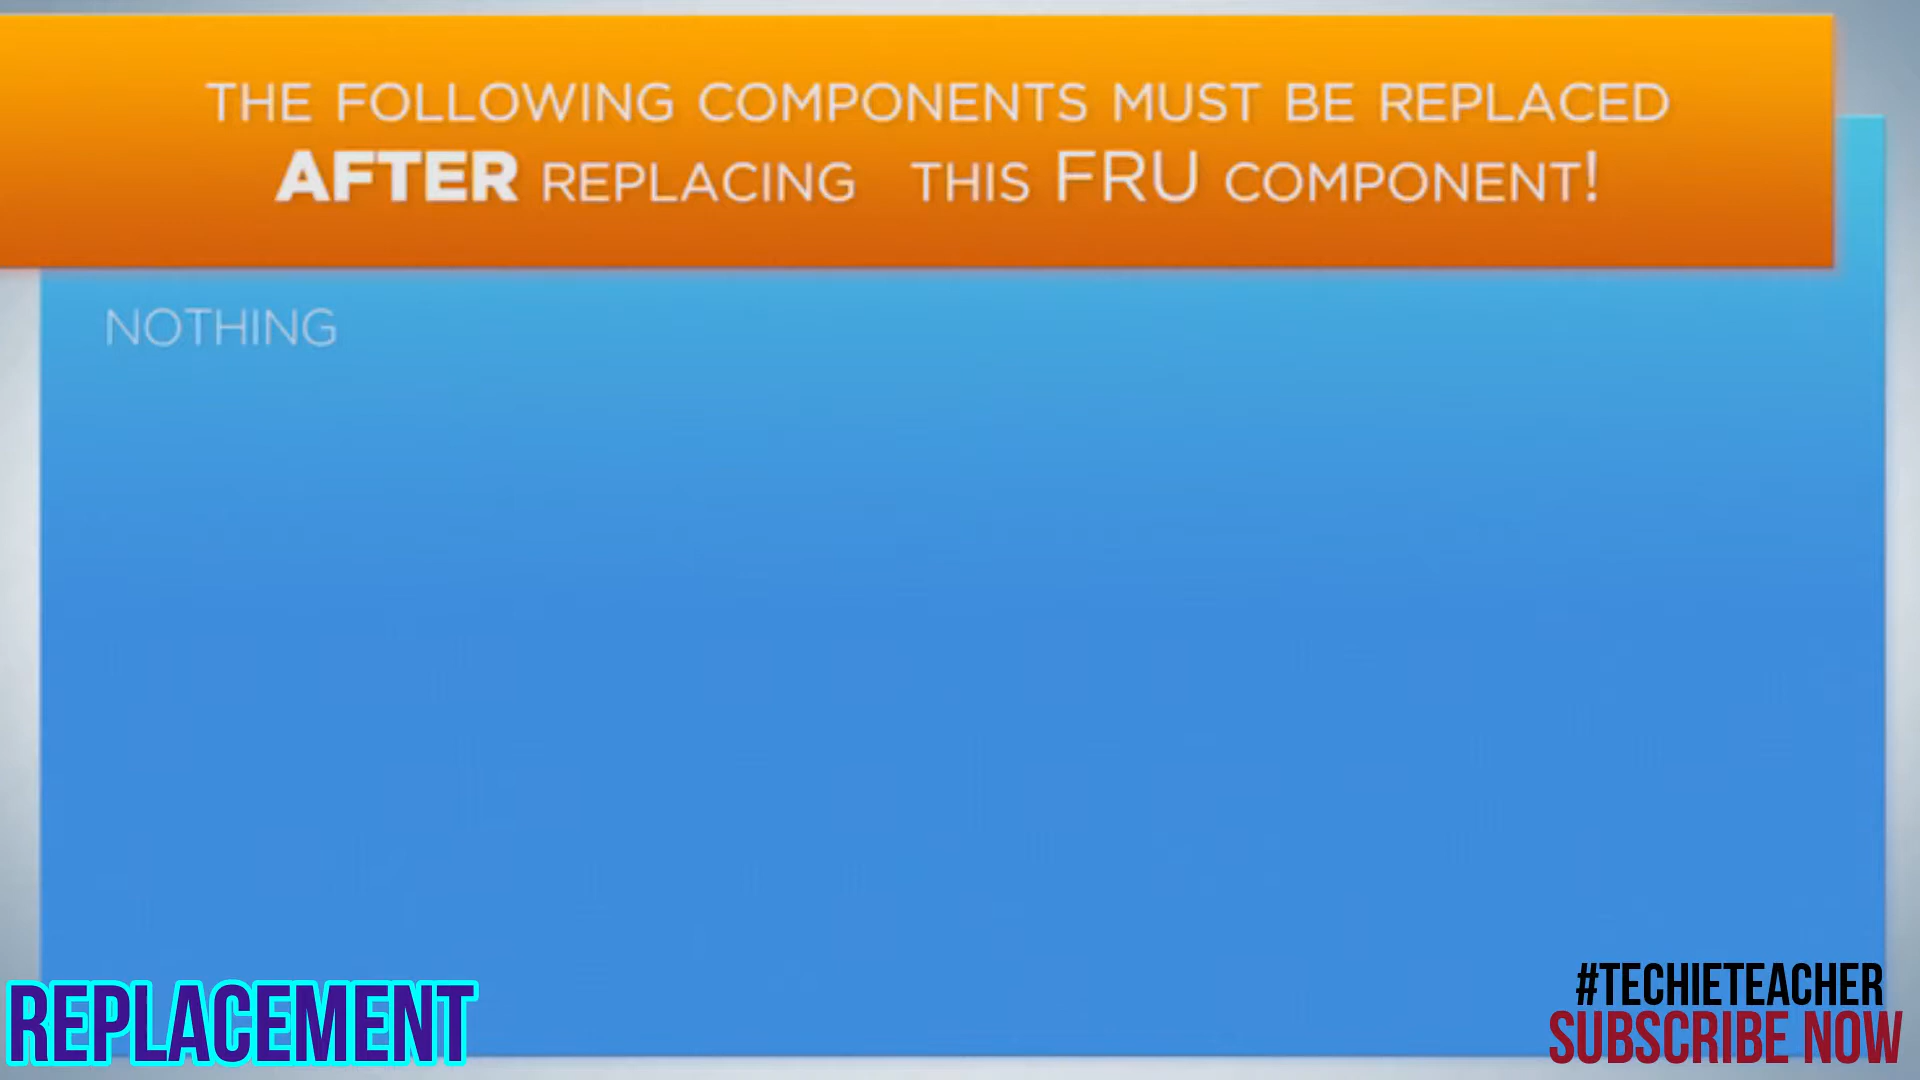 THE FOLLOWING COMPONENTS MUST BE REPLACED
AFTER REPLACING THIS FRU COMPONENT!
NOTHING
REPLACEMENT
#TECHIETEACHER
SUBSCRIBE NOW